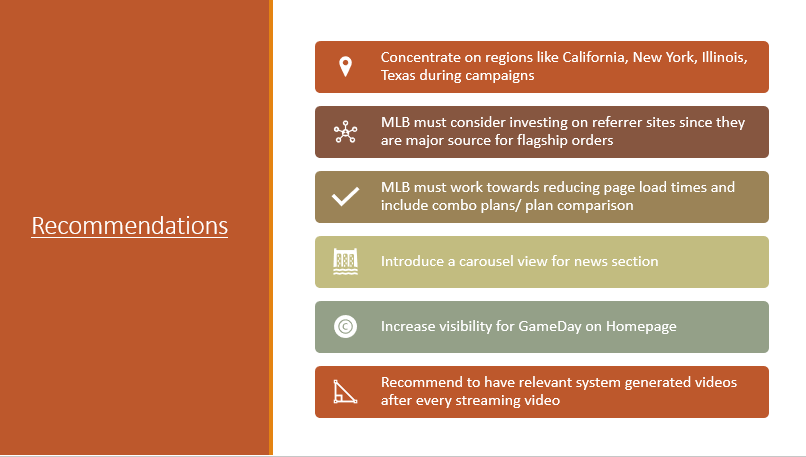 Recommendations
Concentrate on regions like California, New York, Illinois,
Texas during campaigns
MLB must consider investing on referrer sites since they
are major source for flagship orders
MLB must work towards reducing page load times and
include combo plans/ plan comparison
Introduce a carousel view for news section
Increase visibility for GameDay on Homepage
Recommend to have relevant system generated videos
after every streaming video